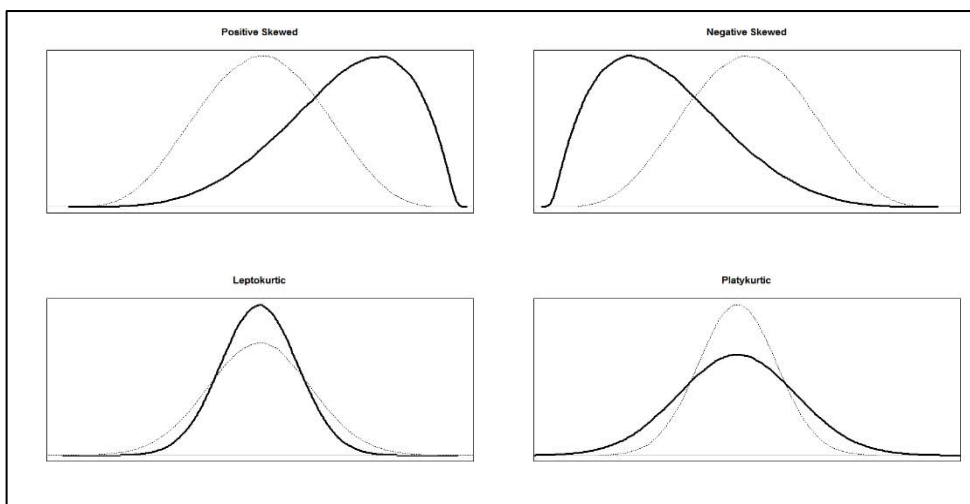 Positive Skewed
Negative Skewed
Leptokurtic
Platykurtic